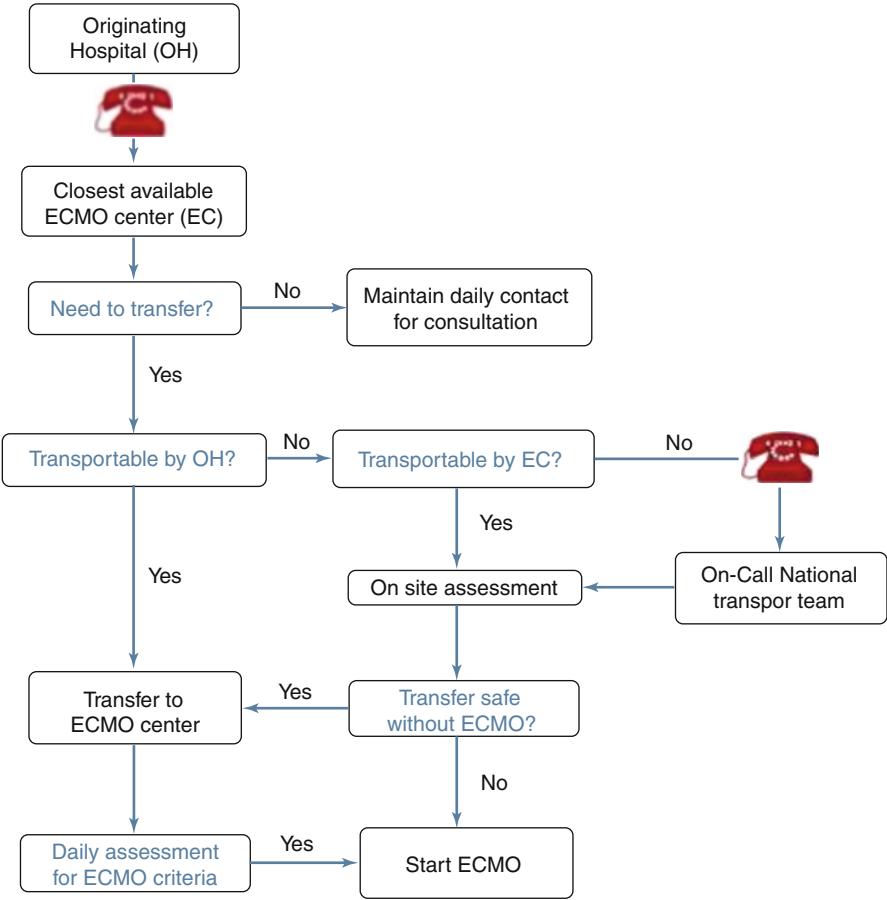 Originating
Hospital (OH)
Closest available
ECMO center (EC)
Need to transfer?
No
Maintain daily contact
for consultation
Yes
Transportable by OH?
No
Transportable by EC?
No
Yes
Yes
On site assessment
On-Call National
transpor team
Transfer to
ECMO center
Yes
Transfer safe
without ECMO?
No
Daily assessment
for ECMO criteria
Yes
Start ECMO